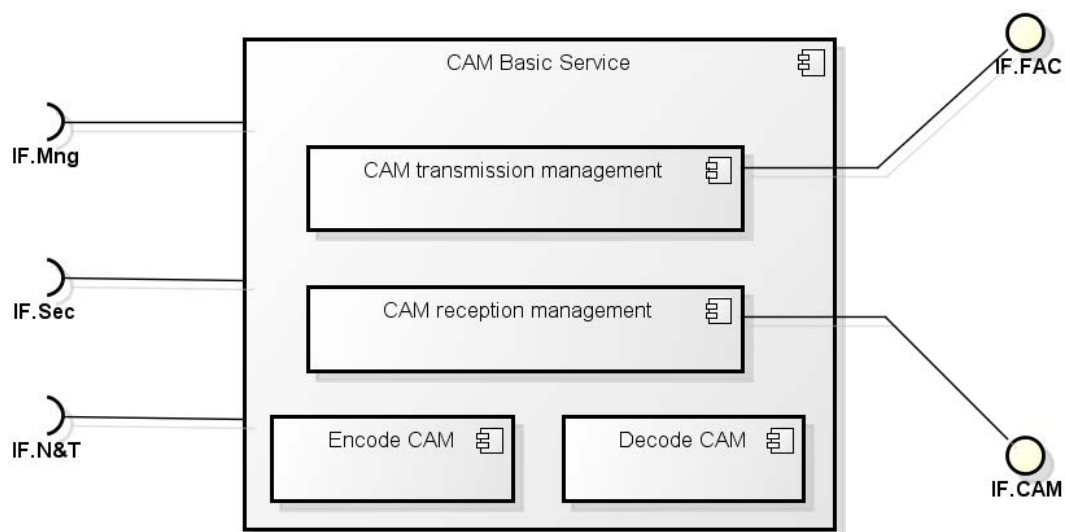 CAM Basic Service
IF.FAC
IF.Mng
CAM transmission management
IF.Sec
CAM reception management
IF.N&T
Encode CAM
Decode CAM
IF.CAM